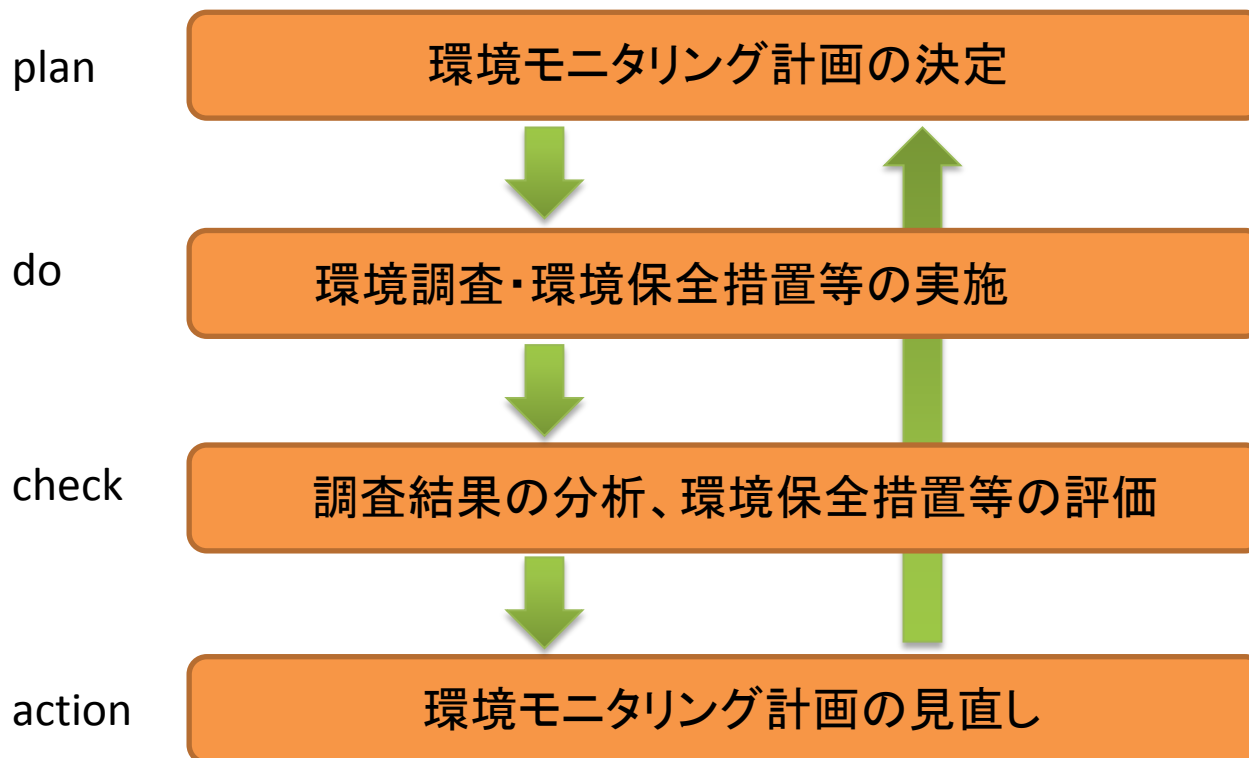 plan
環境モニタリング計画の決定
do
環境調査・環境保全措置等の実施
check
調査結果の分析、環境保全措置等の評価
action
環境モニタリング計画の見直し